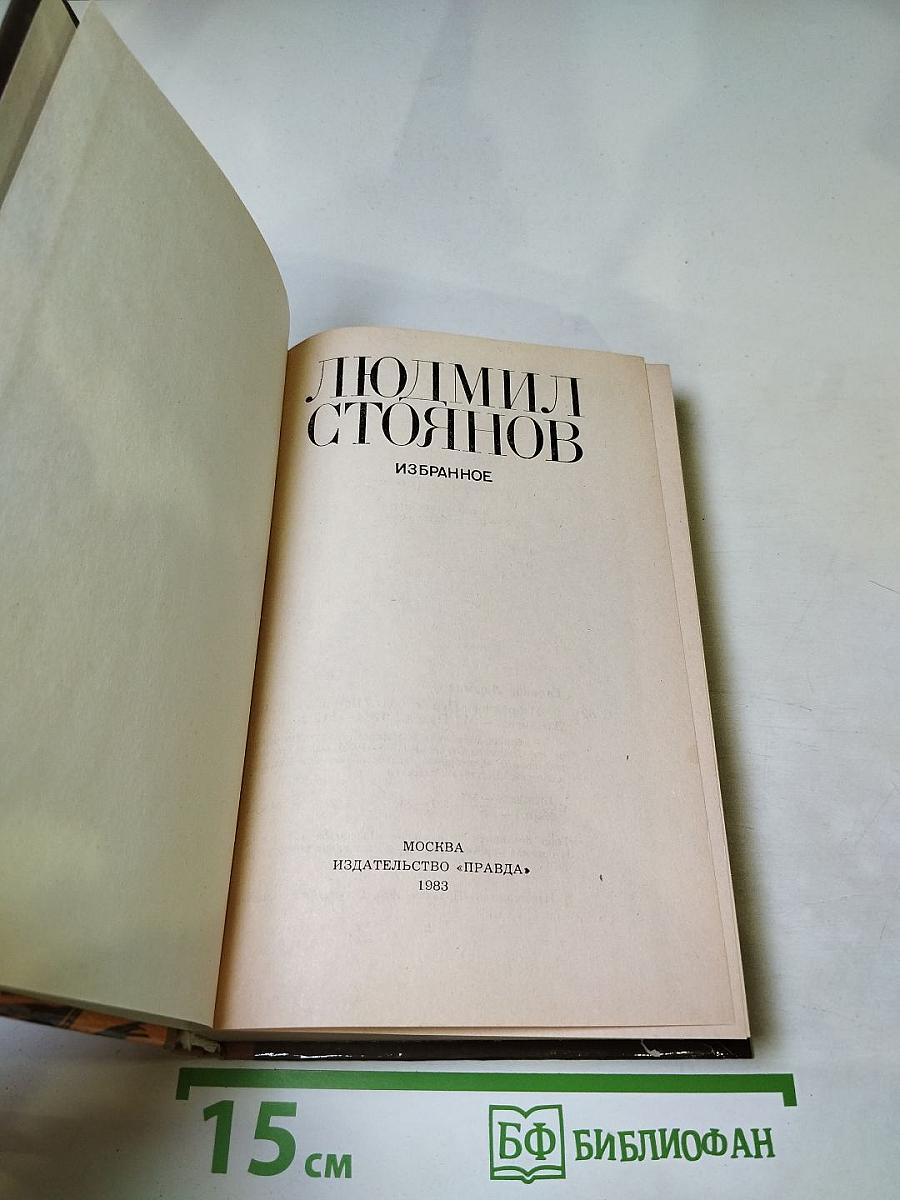 ЛЮДМИЛ
СТОЯНОВ
ИЗБРАННОЕ
МОСКВА
ИЗДАТЕЛЬСТВО «ПРАВДА»
1983
15 см
БФ БИБЛИОФАН